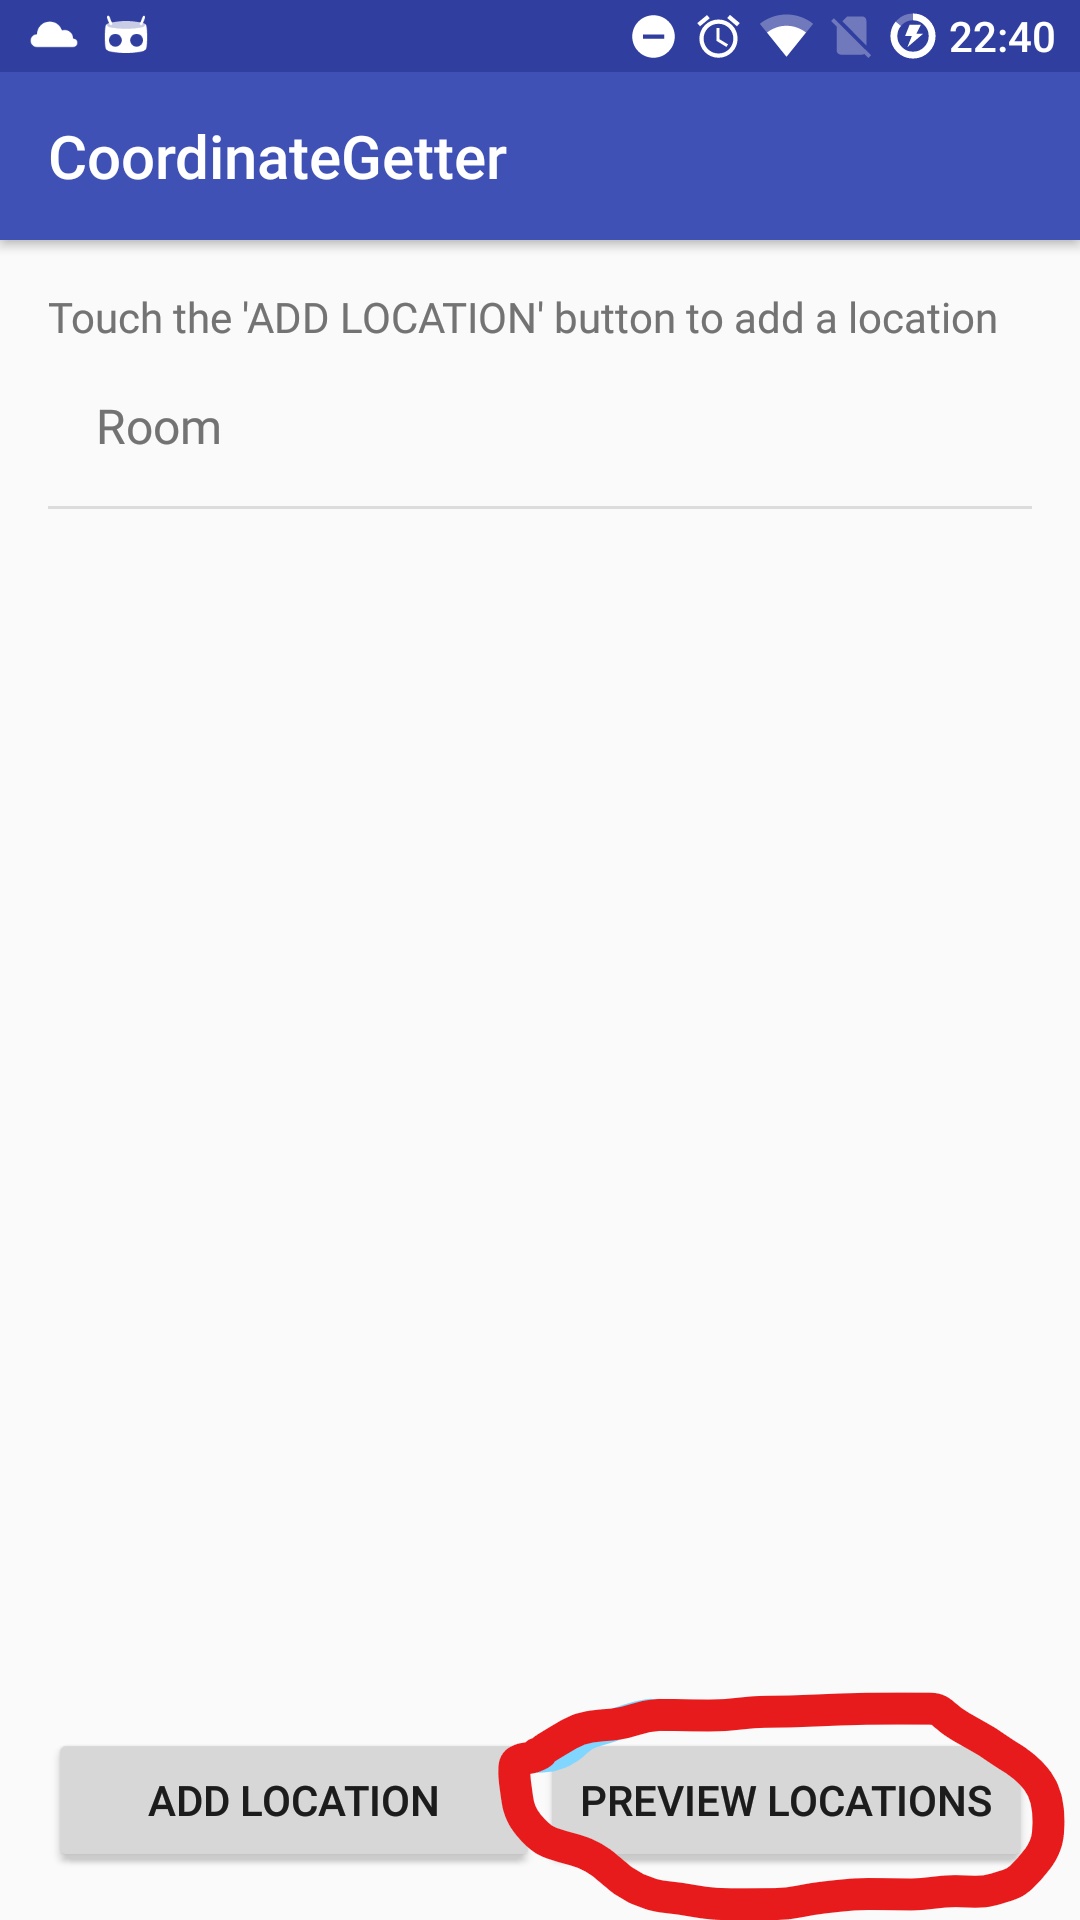 22:40
CoordinateGetter
Touch the 'ADD LOCATION' button to add a location
Room
ADD LOCATION PREVIEW LOCATIONS